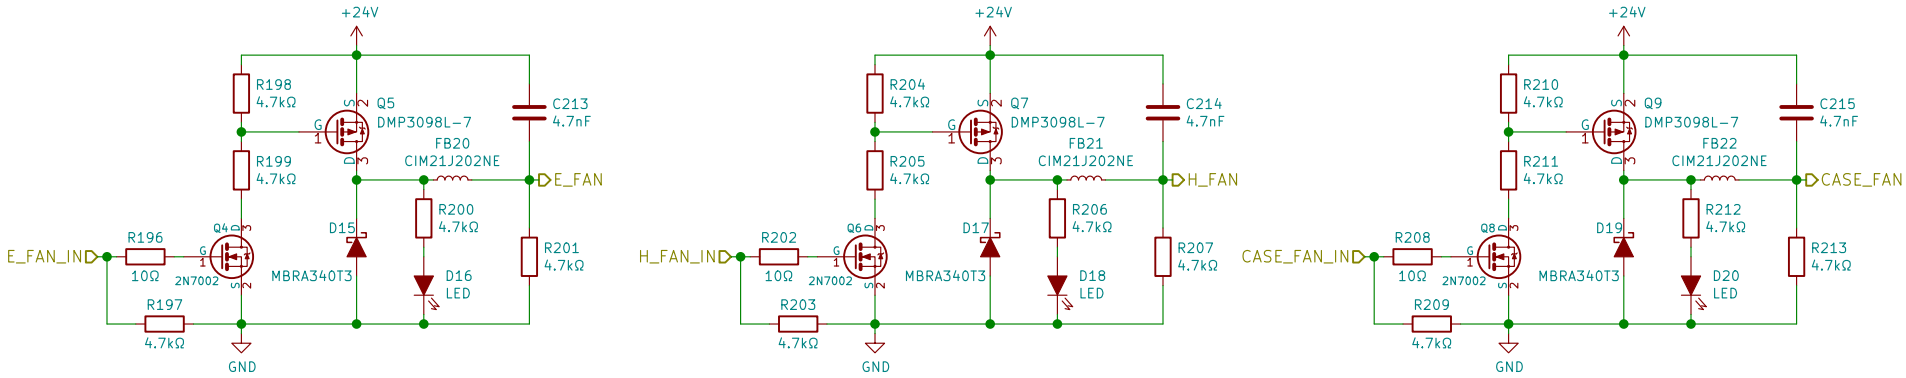 +24V
R198
4.7kΩ
S
2
Q5
DMP3098L-7
G
1
D
3
C213
4.7nF
FB20
CIM21J202NE
R199
4.7kΩ
E_FAN
R200
4.7kΩ
Q4
D
3
G
1
S
2
2N7002
D15
MBRA340T3
E_FAN_IN
R196
10Ω
R201
4.7kΩ
D16
LED
R197
4.7kΩ
GND
+24V
R204
4.7kΩ
S
2
Q7
DMP3098L-7
G
1
D
3
C214
4.7nF
FB21
CIM21J202NE
R205
4.7kΩ
H_FAN
R206
4.7kΩ
Q6
D
3
G
1
S
2
2N7002
D17
MBRA340T3
H_FAN_IN
R202
10Ω
R207
4.7kΩ
D18
LED
R203
4.7kΩ
GND
+24V
R210
4.7kΩ
S
2
Q9
DMP3098L-7
G
1
D
3
C215
4.7nF
FB22
CIM21J202NE
R211
4.7kΩ
CASE_FAN
R212
4.7kΩ
Q8
D
3
G
1
S
2
2N7002
D19
MBRA340T3
CASE_FAN_IN
R208
10Ω
R213
4.7kΩ
D20
LED
R209
4.7kΩ
GND